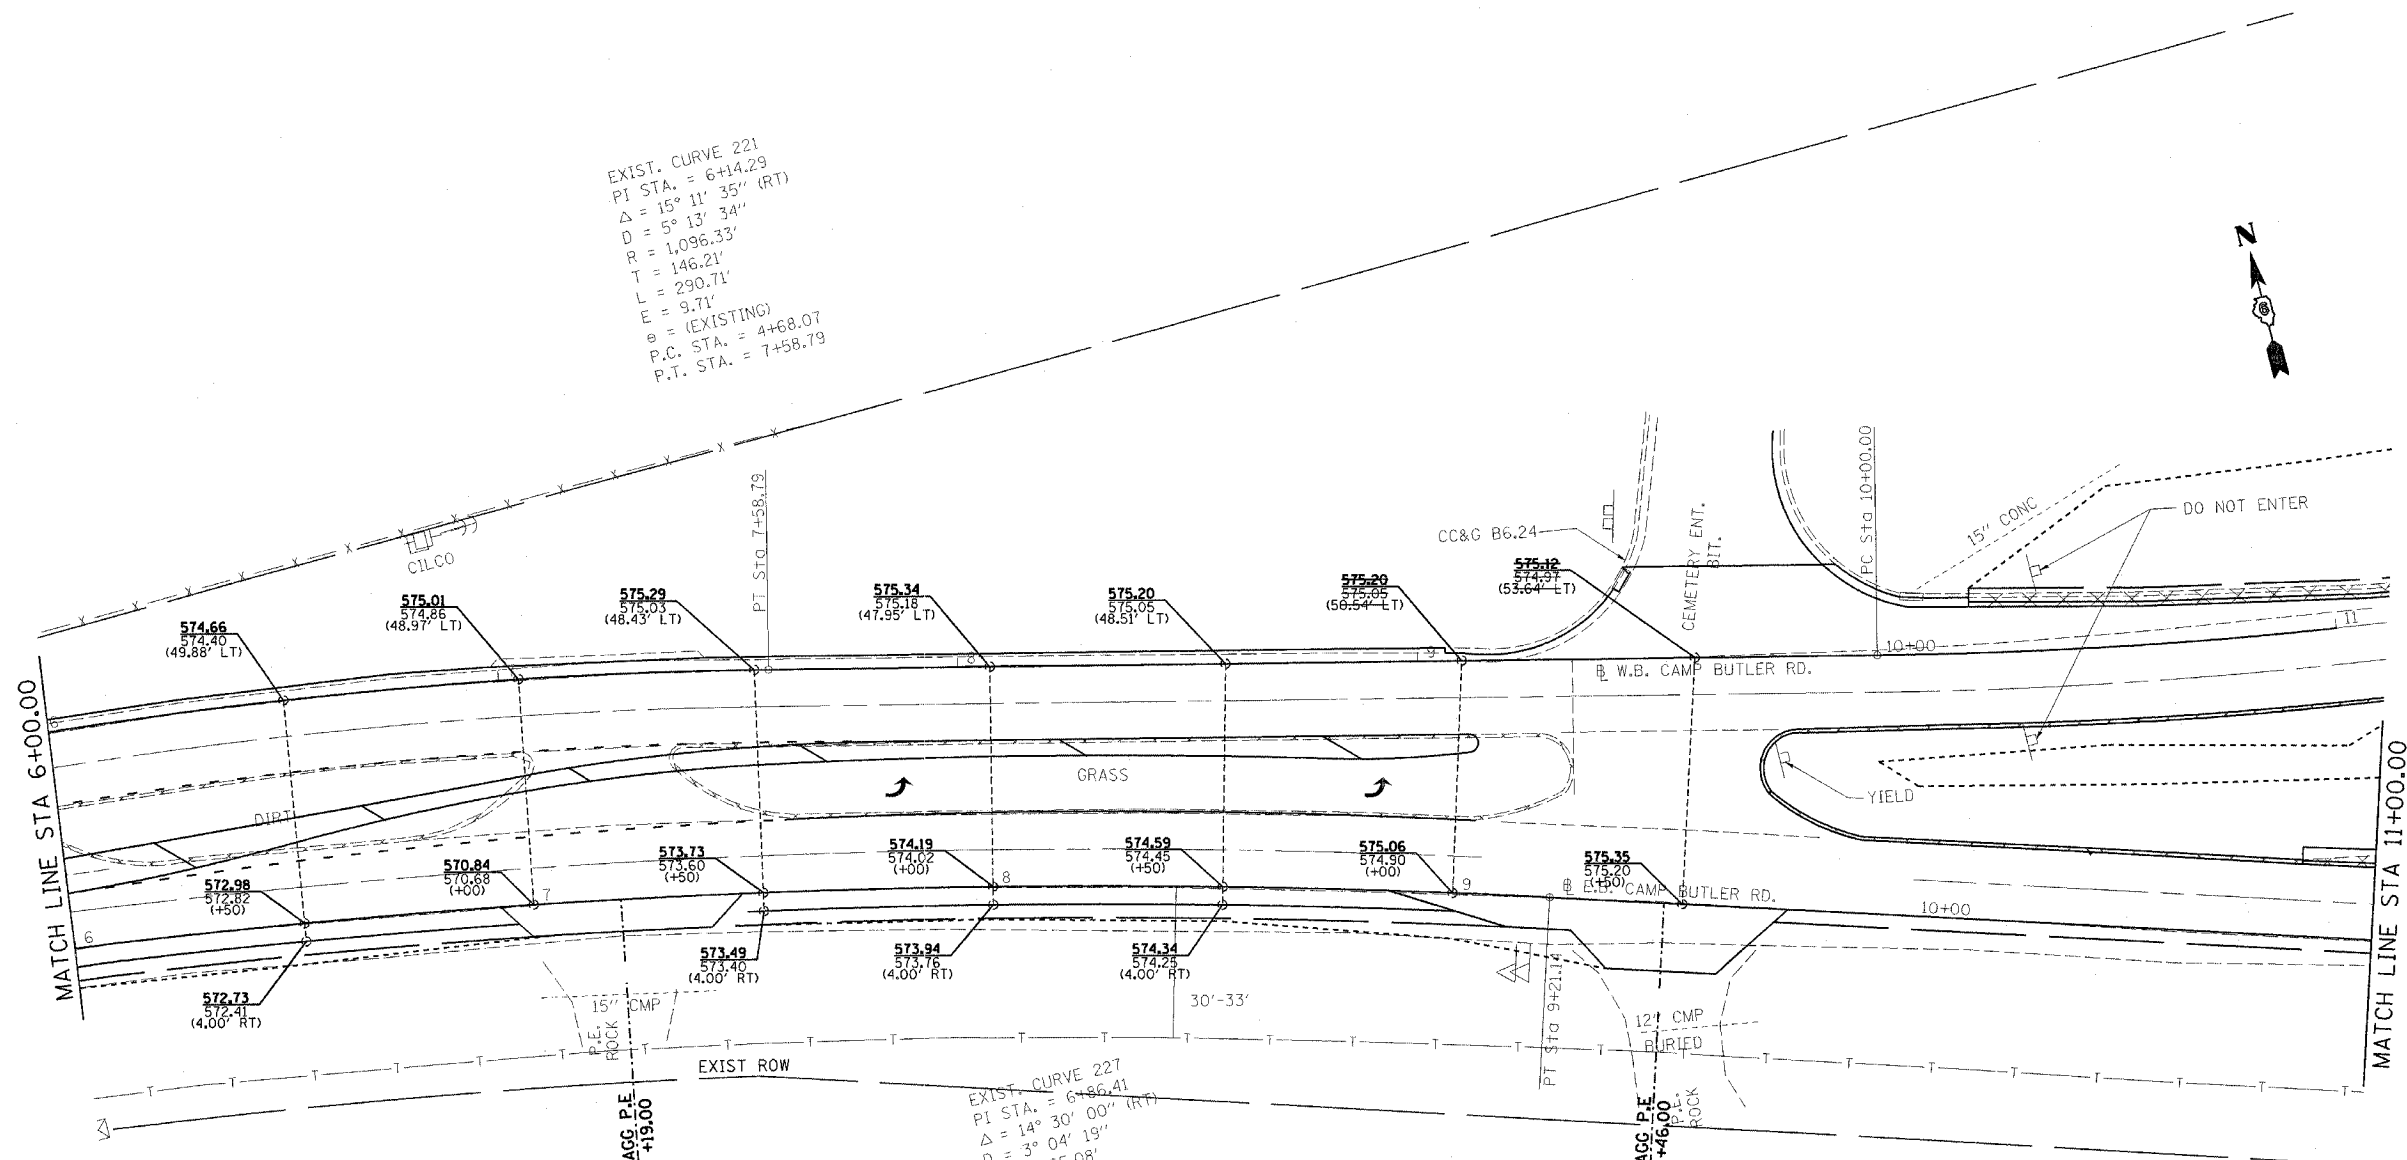 EXIST. CURVE 221
PI STA. = 6+14.29
Δ = 15° 11' 35" (RT)
D = 5° 13' 34"
R = 1,096.33'
T = 146.21'
L = 290.71'
E = 9.71'
e = (EXISTING)
P.C. STA. = 4+68.07
P.T. STA. = 7+58.79
N
6
CILCO
PT Sta 7+58.79
CC&G B6.24
CEMETERY ENT.
BIT.
PC Sta 10+00.00
15" CONC
DO NOT ENTER
574.66
574.40
(49.88' LT)
575.01
574.86
(48.97' LT)
575.29
575.03
(48.43' LT)
575.34
575.18
(47.95' LT)
575.20
575.05
(48.51' LT)
575.20
575.05
(50.54' LT)
575.12
574.97
(53.64' LT)
6
8
9
10+00
11
℄ W.B. CAMP BUTLER RD.
MATCH LINE STA 6+00.00
DIRT
GRASS
YIELD
MATCH LINE STA 11+00.00
572.98
572.82
(+50)
570.84
570.68
(+00)
573.73
573.60
(+50)
574.19
574.02
(+00)
574.59
574.45
(+50)
575.06
574.90
(+00)
575.35
575.20
(+50)
6
7
8
9
℄ E.B. CAMP BUTLER RD.
10+00
572.73
572.41
(4.00' RT)
573.49
573.40
(4.00' RT)
573.94
573.76
(4.00' RT)
574.34
574.25
(4.00' RT)
15" CMP
P.E.
ROCK
30'-33'
PT Sta 9+21.14
12" CMP
BURIED
P.E.
ROCK
T T T T T T T T T T T T T T T T T T T T T T T T T T T T
EXIST ROW
AGG P.E
+19.00
AGG P.E
+46.00
EXIST. CURVE 227
PI STA. = 6+86.41
Δ = 14° 30' 00" (RT)
D = 3° 04' 19"